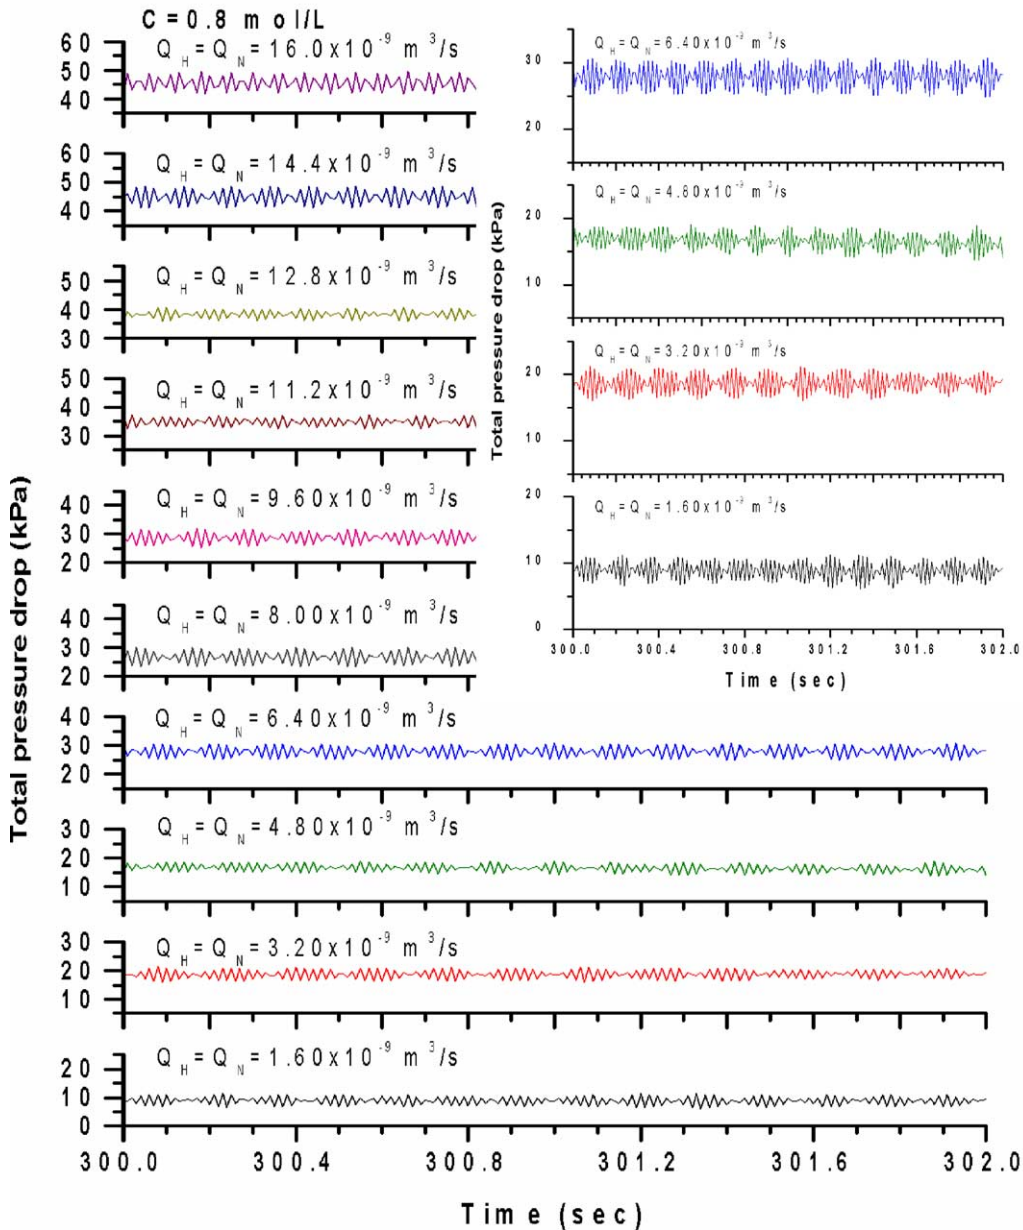 C = 0.8 mol/L
60
50
40
Q_H = Q_N = 16.0x10^-9 m^3/s
60
50
40
Q_H = Q_N = 14.4x10^-9 m^3/s
50
40
30
Q_H = Q_N = 12.8x10^-9 m^3/s
50
40
30
Q_H = Q_N = 11.2x10^-9 m^3/s
40
30
20
Q_H = Q_N = 9.60x10^-9 m^3/s
40
30
20
Q_H = Q_N = 8.00x10^-9 m^3/s
40
30
20
Q_H = Q_N = 6.40x10^-9 m^3/s
30
20
10
Q_H = Q_N = 4.80x10^-9 m^3/s
30
20
10
Q_H = Q_N = 3.20x10^-9 m^3/s
20
10
0
Q_H = Q_N = 1.60x10^-9 m^3/s
300.0 300.4 300.8 301.2 301.6 302.0
Time (sec)
Total pressure drop (kPa)
30
20
Q_H = Q_N = 6.40x10^-9 m^3/s
20
10
Q_H = Q_N = 4.80x10^-9 m^3/s
20
10
Q_H = Q_N = 3.20x10^-9 m^3/s
20
10
0
Q_H = Q_N = 1.60x10^-9 m^3/s
300.0 300.4 300.8 301.2 301.6 302.0
Time (sec)
Total pressure drop (kPa)